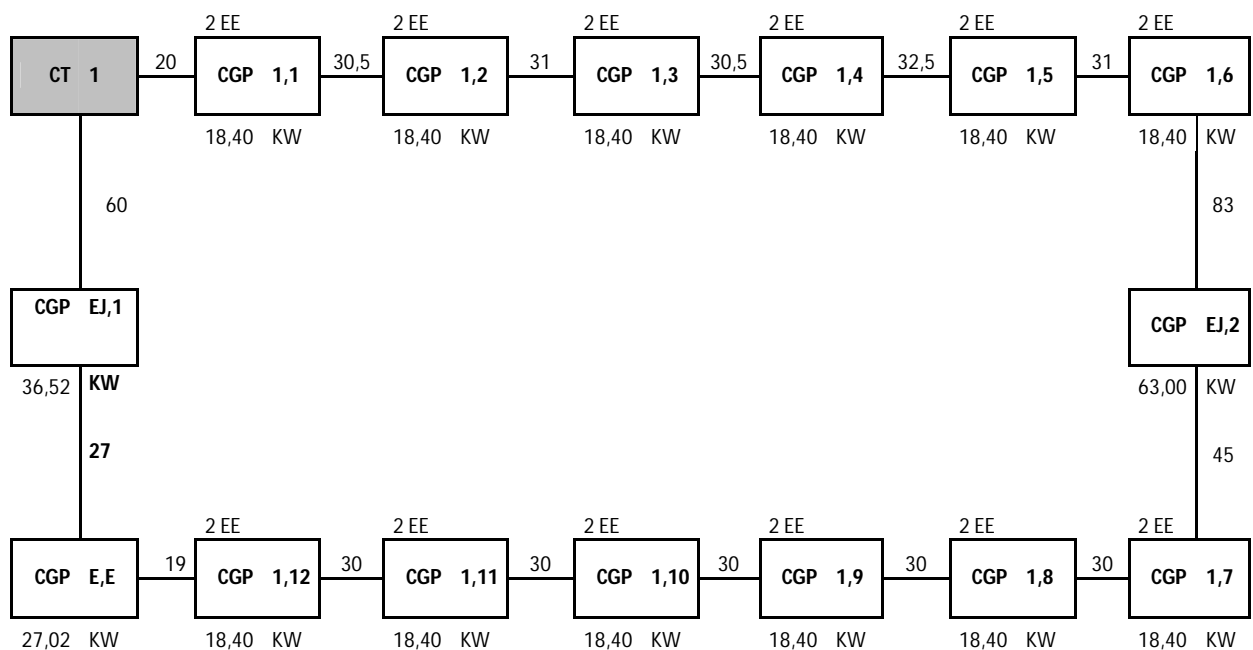 2 EE 2 EE 2 EE 2 EE 2 EE 2 EE
CT 1 20 CGP 1,1 30,5 CGP 1,2 31 CGP 1,3 30,5 CGP 1,4 32,5 CGP 1,5 31 CGP 1,6
18,40 KW 18,40 KW 18,40 KW 18,40 KW 18,40 KW 18,40 KW
60 83
CGP EJ,1
CGP EJ,2
36,52 KW 63,00 KW
27 45
2 EE 2 EE 2 EE 2 EE 2 EE 2 EE
CGP E,E 19 CGP 1,12 30 CGP 1,11 30 CGP 1,10 30 CGP 1,9 30 CGP 1,8 30 CGP 1,7
27,02 KW 18,40 KW 18,40 KW 18,40 KW 18,40 KW 18,40 KW 18,40 KW